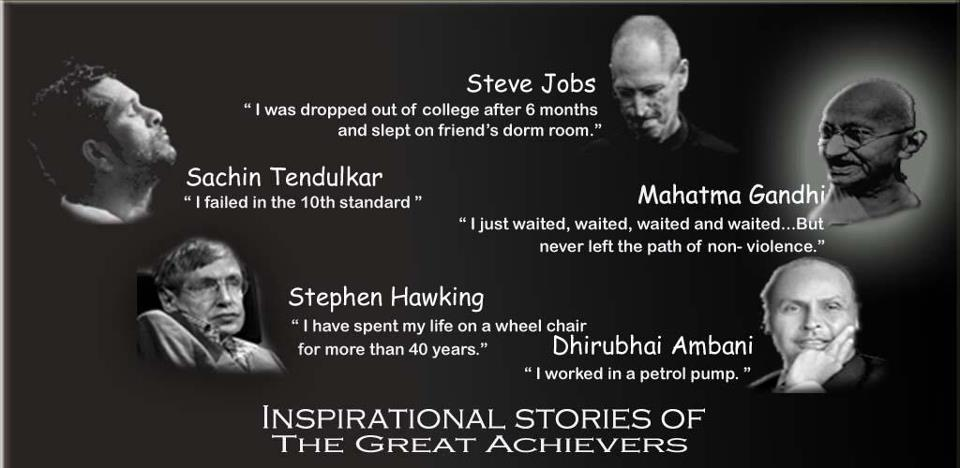 Steve Jobs
“ I was dropped out of college after 6 months
and slept on friend’s dorm room.”
Sachin Tendulkar
“ I failed in the 10th standard ”
Mahatma Gandhi
“ I just waited, waited, waited and waited...But
never left the path of non- violence.”
Stephen Hawking
“ I have spent my life on a wheel chair
for more than 40 years.”
Dhirubhai Ambani
“ I worked in a petrol pump. ”
INSPIRATIONAL STORIES OF
THE GREAT ACHIEVERS